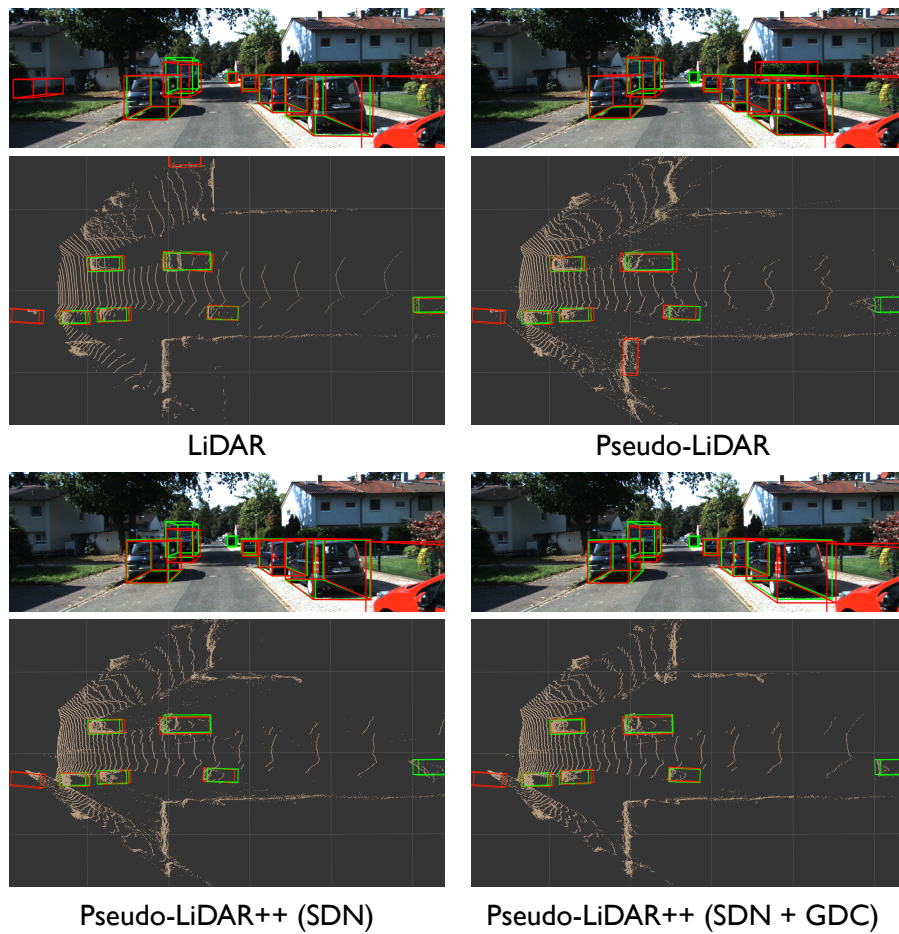 LiDAR
Pseudo-LiDAR
Pseudo-LiDAR++ (SDN)
Pseudo-LiDAR++ (SDN + GDC)